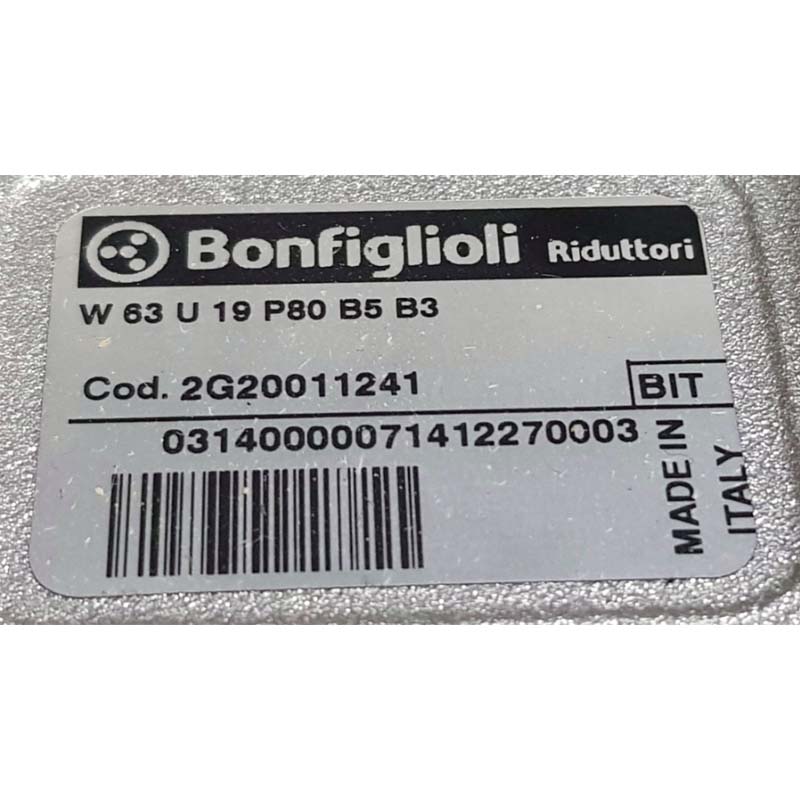 Bonfiglioli Riduttori
W 63 U 19 P80 B5 B3
Cod. 2G20011241
BIT
03140000071412270003
MADE IN
ITALY